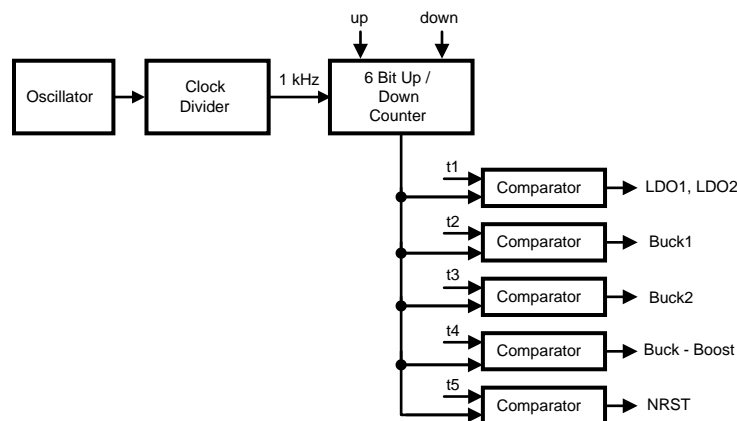 up
down
Oscillator
Clock
Divider
1 kHz
6 Bit Up /
Down
Counter
t1
Comparator
LDO1, LDO2
t2
Comparator
Buck1
t3
Comparator
Buck2
t4
Comparator
Buck - Boost
t5
Comparator
NRST